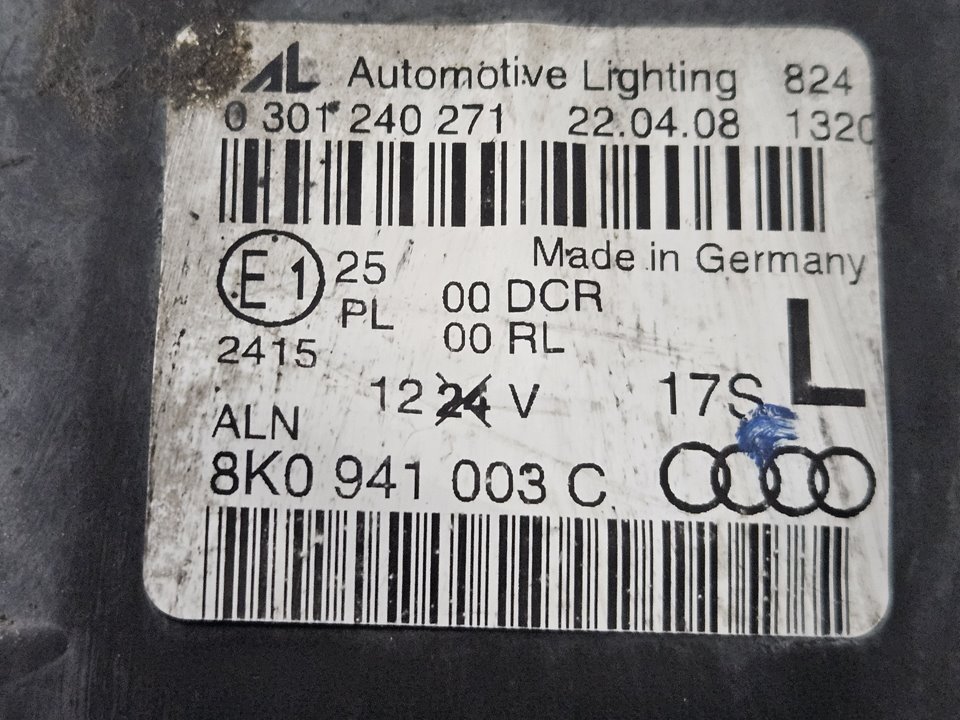 AL Automotive Lighting 824
0 301 240 271 22.04.08 1320
Made in Germany
E1 25 00 DCR
PL 00 RL
2415
12 24 V 17S L
ALN
8K0 941 003 C